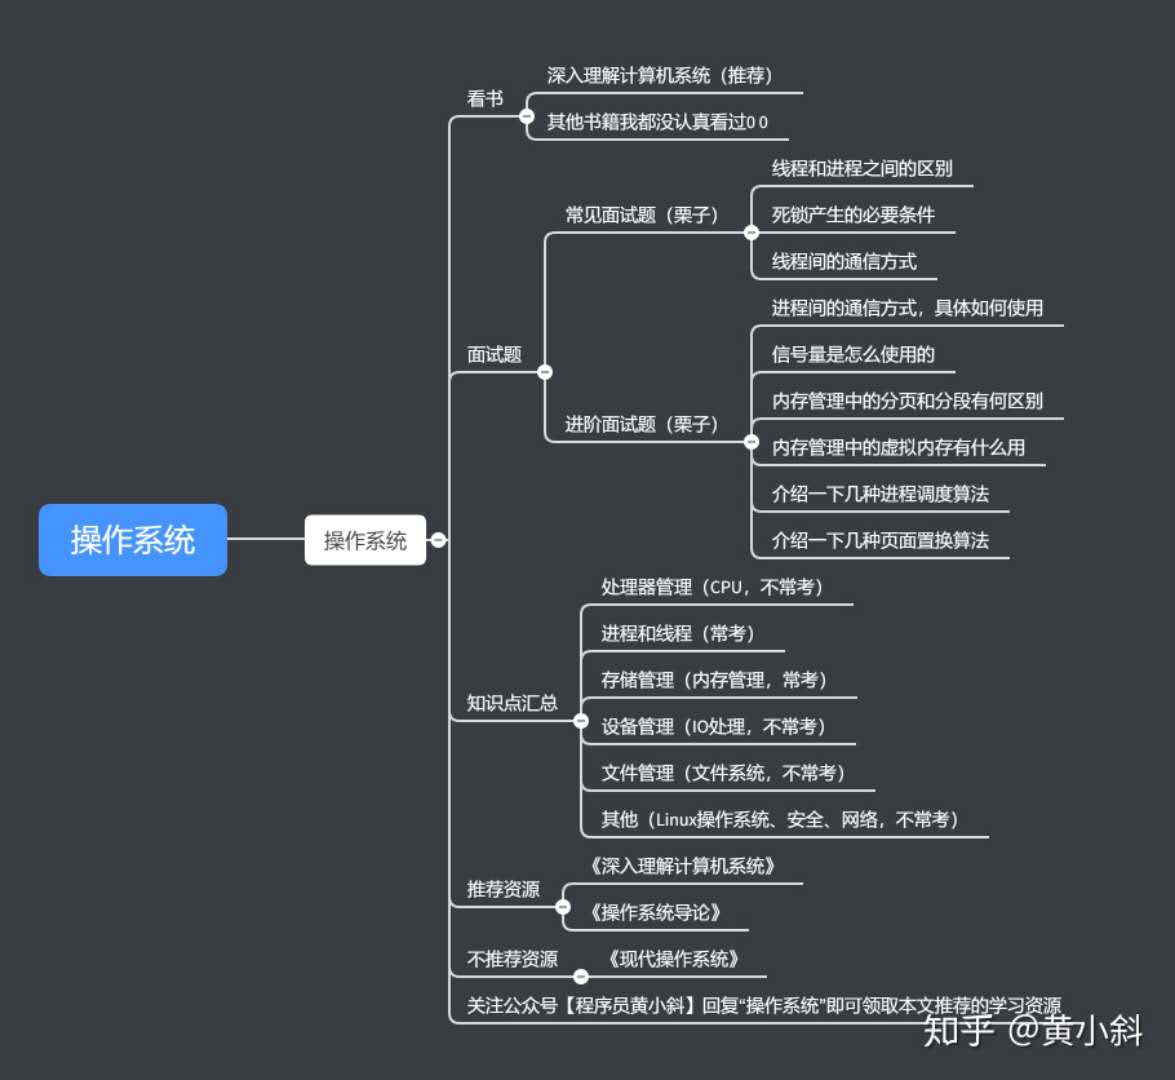 操作系统
操作系统
看书
深入理解计算机系统（推荐）
其他书籍我都没认真看过0 0
面试题
常见面试题（栗子）
线程和进程之间的区别
死锁产生的必要条件
线程间的通信方式
进阶面试题（栗子）
进程间的通信方式，具体如何使用
信号量是怎么使用的
内存管理中的分页和分段有何区别
内存管理中的虚拟内存有什么用
介绍一下几种进程调度算法
介绍一下几种页面置换算法
知识点汇总
处理器管理（CPU，不常考）
进程和线程（常考）
存储管理（内存管理，常考）
设备管理（IO处理，不常考）
文件管理（文件系统，不常考）
其他（Linux操作系统、安全、网络，不常考）
推荐资源
《深入理解计算机系统》
《操作系统导论》
不推荐资源
《现代操作系统》
关注公众号【程序员黄小斜】回复“操作系统”即可领取本文推荐的学习资源
知乎 @黄小斜